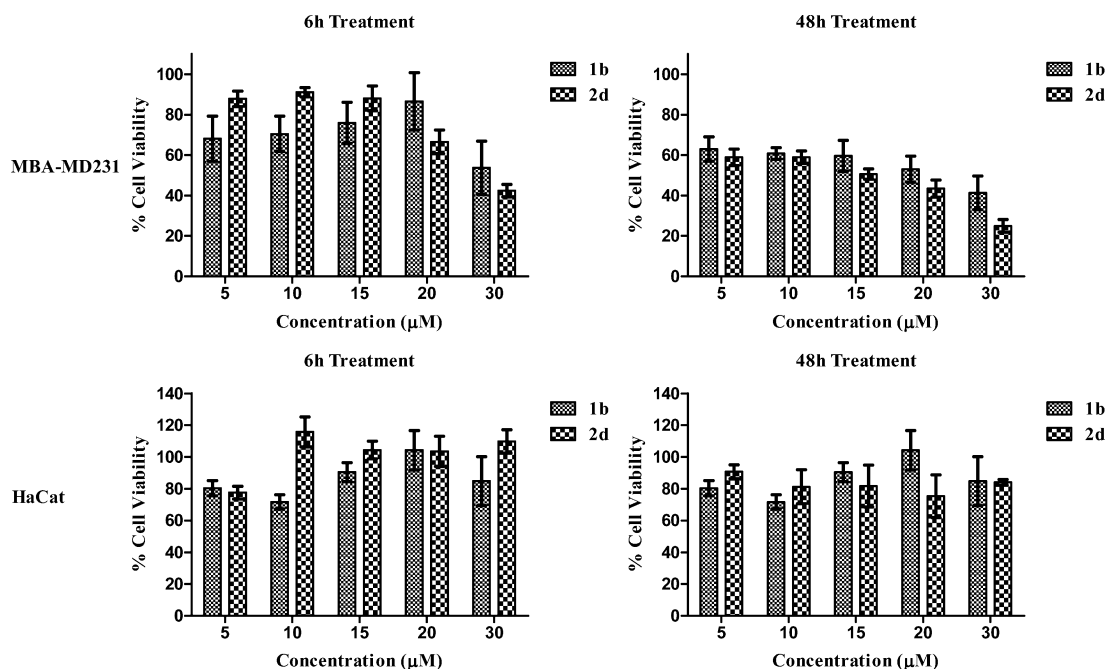 6h Treatment
100
80
60
40
20
0
% Cell Viability
5 10 15 20 30
Concentration (μM)
1b
2d
48h Treatment
100
80
60
40
20
0
% Cell Viability
5 10 15 20 30
Concentration (μM)
1b
2d
MBA-MD231
6h Treatment
140
120
100
80
60
40
20
0
% Cell Viability
5 10 15 20 30
Concentration (μM)
1b
2d
48h Treatment
140
120
100
80
60
40
20
0
% Cell Viability
5 10 15 20 30
Concentration (μM)
1b
2d
HaCat